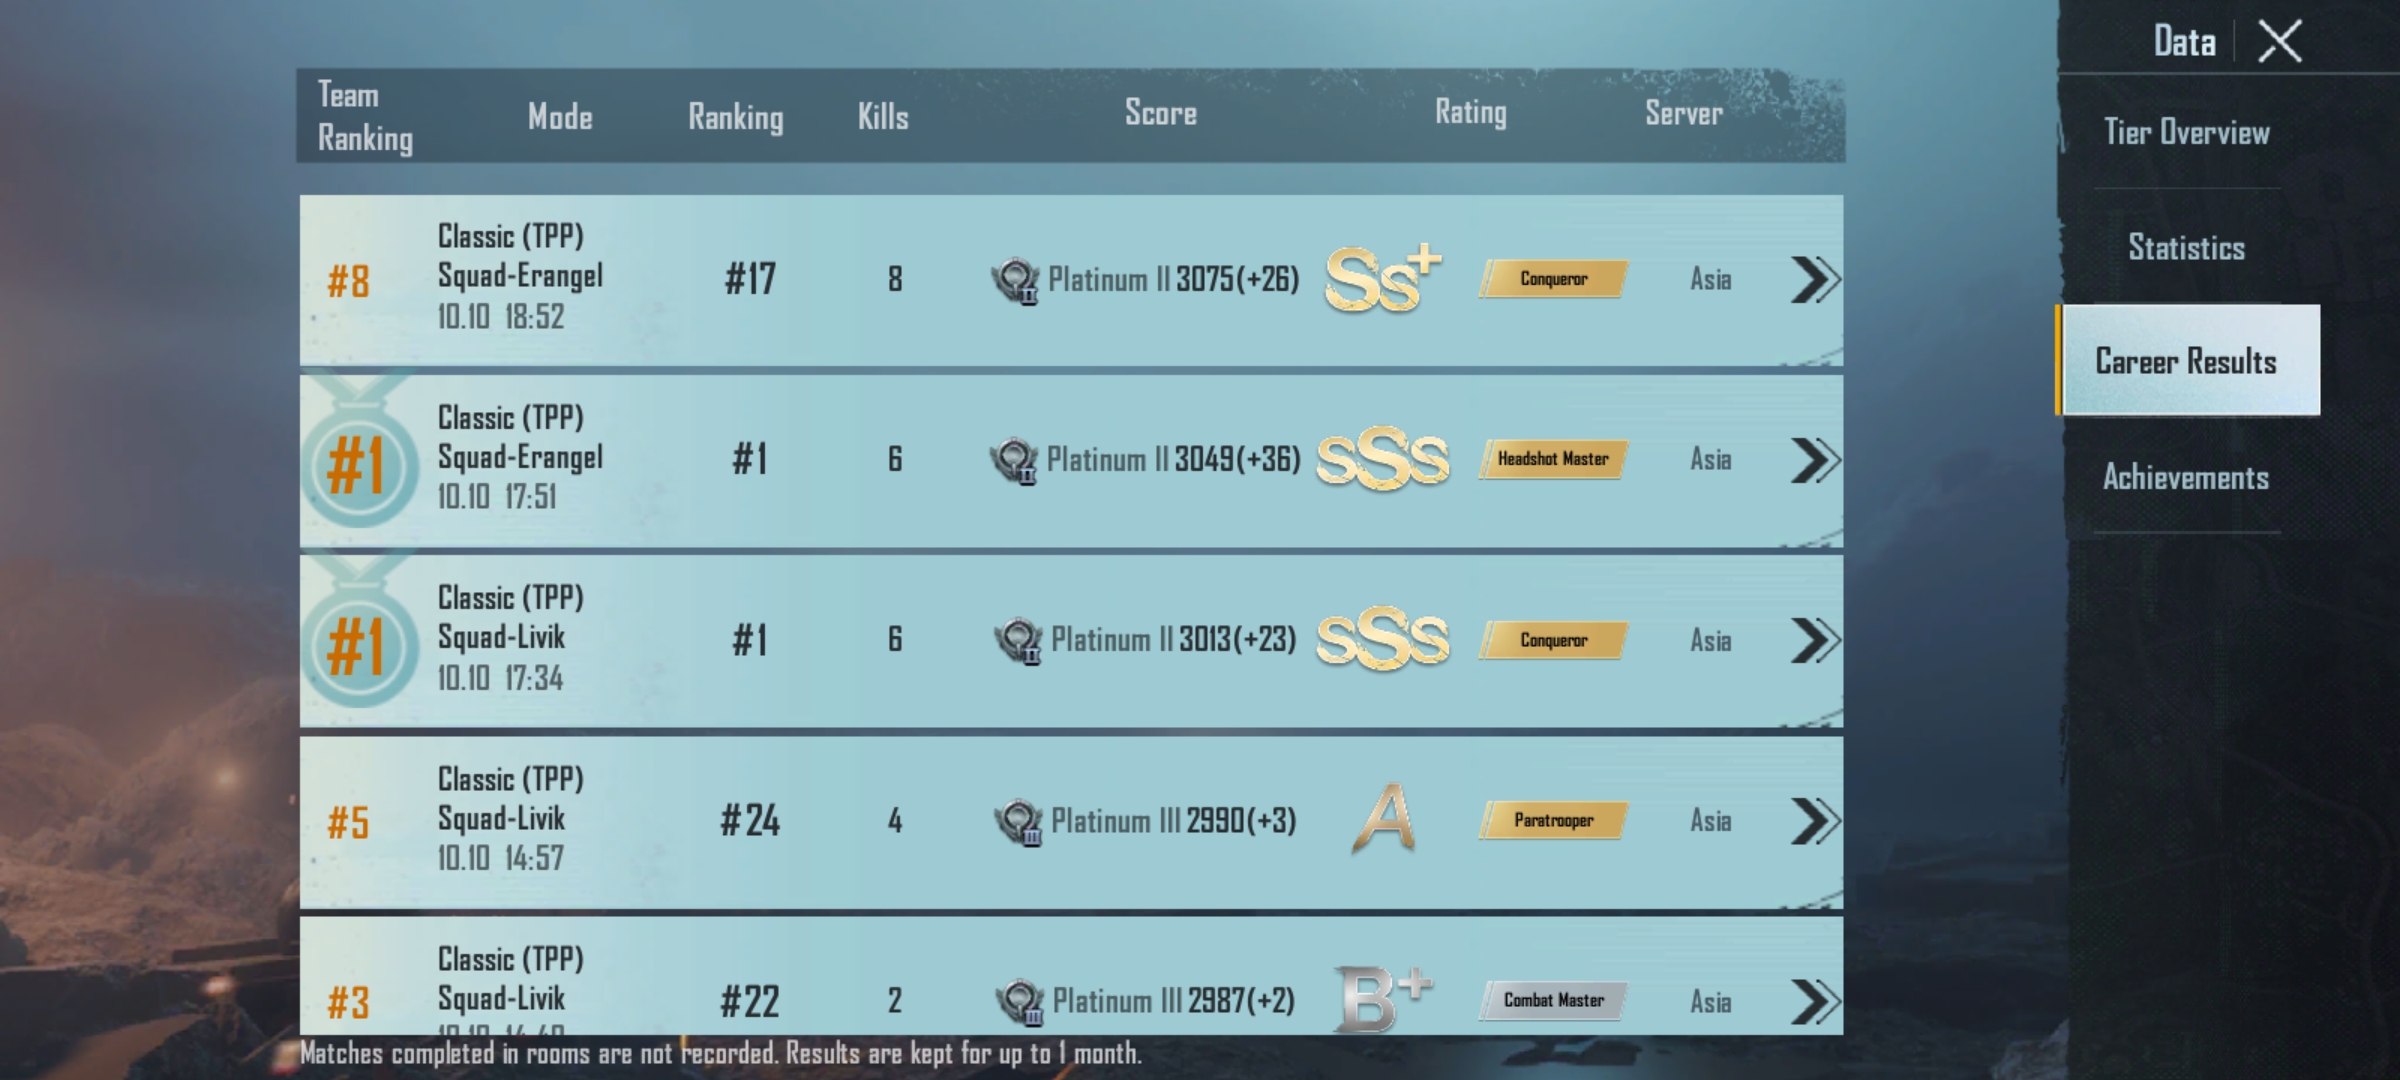 Data
Team Ranking Mode Ranking Kills Score Rating Server
#8 Classic (TPP) Squad-Erangel 10.10 18:52 #17 8 Platinum II 3075(+26) Ss+ Conqueror Asia
#1 Classic (TPP) Squad-Erangel 10.10 17:51 #1 6 Platinum II 3049(+36) sSs Headshot Master Asia
#1 Classic (TPP) Squad-Livik 10.10 17:34 #1 6 Platinum II 3013(+23) sSs Conqueror Asia
#5 Classic (TPP) Squad-Livik 10.10 14:57 #24 4 Platinum III 2990(+3) A Paratrooper Asia
#3 Classic (TPP) Squad-Livik #22 2 Platinum III 2987(+2) B+ Combat Master Asia
Matches completed in rooms are not recorded. Results are kept for up to 1 month.
Tier Overview
Statistics
Career Results
Achievements